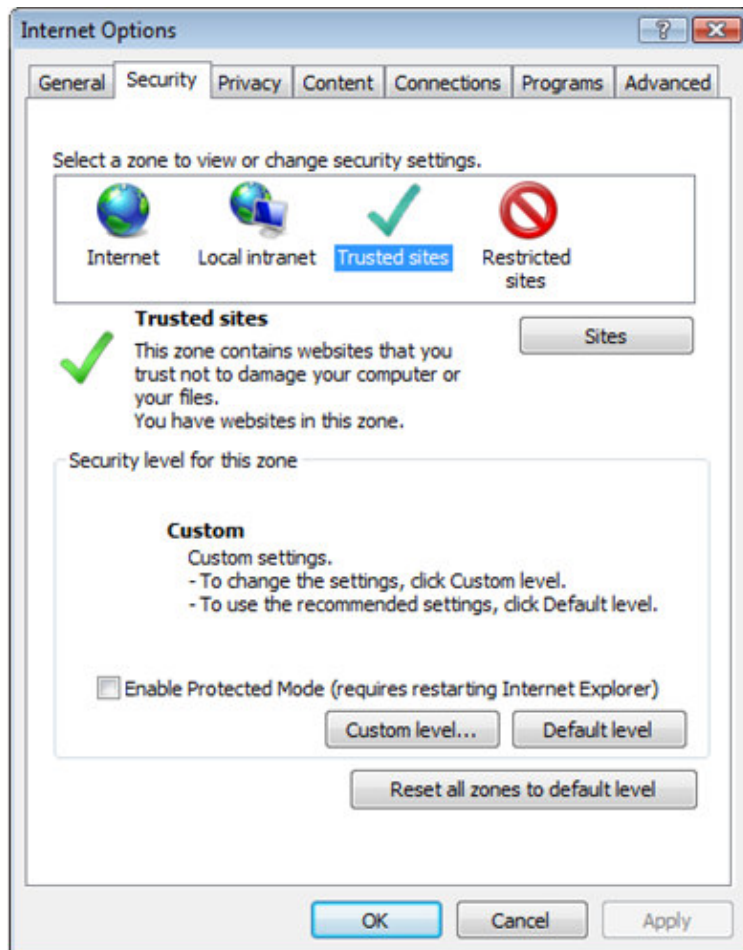 Internet Options
General Security Privacy Content Connections Programs Advanced
Select a zone to view or change security settings.
Internet Local intranet Trusted sites Restricted sites
Trusted sites
Sites
This zone contains websites that you
trust not to damage your computer or
your files.
You have websites in this zone.
Security level for this zone
Custom
Custom settings.
- To change the settings, click Custom level.
- To use the recommended settings, click Default level.
Enable Protected Mode (requires restarting Internet Explorer)
Custom level... Default level
Reset all zones to default level
OK Cancel Apply